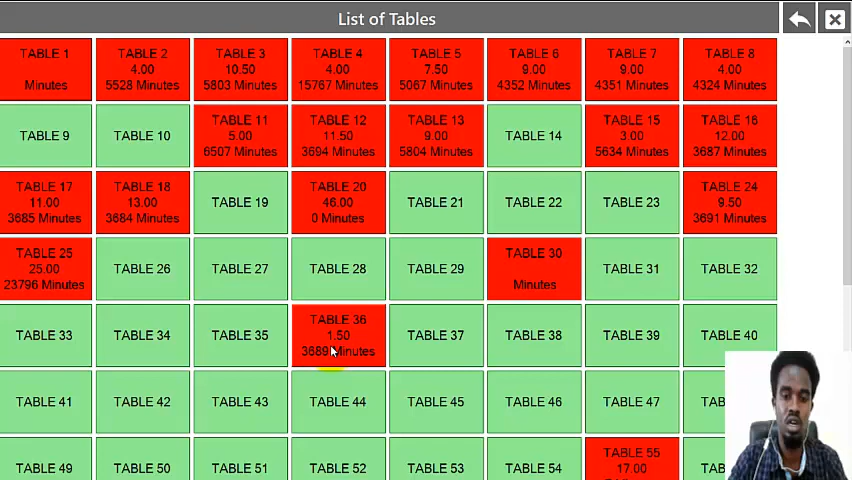 List of Tables
TABLE 1
Minutes
TABLE 2
4.00
5528 Minutes
TABLE 3
10.50
5803 Minutes
TABLE 4
4.00
15767 Minutes
TABLE 5
7.50
5067 Minutes
TABLE 6
9.00
4352 Minutes
TABLE 7
9.00
4351 Minutes
TABLE 8
4.00
4324 Minutes
TABLE 9
TABLE 10
TABLE 11
5.00
6507 Minutes
TABLE 12
11.50
3694 Minutes
TABLE 13
9.00
5804 Minutes
TABLE 14
TABLE 15
3.00
5634 Minutes
TABLE 16
12.00
3687 Minutes
TABLE 17
11.00
3685 Minutes
TABLE 18
13.00
3684 Minutes
TABLE 19
TABLE 20
46.00
0 Minutes
TABLE 21
TABLE 22
TABLE 23
TABLE 24
9.50
3691 Minutes
TABLE 25
25.00
23796 Minutes
TABLE 26
TABLE 27
TABLE 28
TABLE 29
TABLE 30
Minutes
TABLE 31
TABLE 32
TABLE 33
TABLE 34
TABLE 35
TABLE 36
1.50
3689 Minutes
TABLE 37
TABLE 38
TABLE 39
TABLE 40
TABLE 41
TABLE 42
TABLE 43
TABLE 44
TABLE 45
TABLE 46
TABLE 47
TABLE 49
TABLE 50
TABLE 51
TABLE 52
TABLE 53
TABLE 54
TABLE 55
17.00